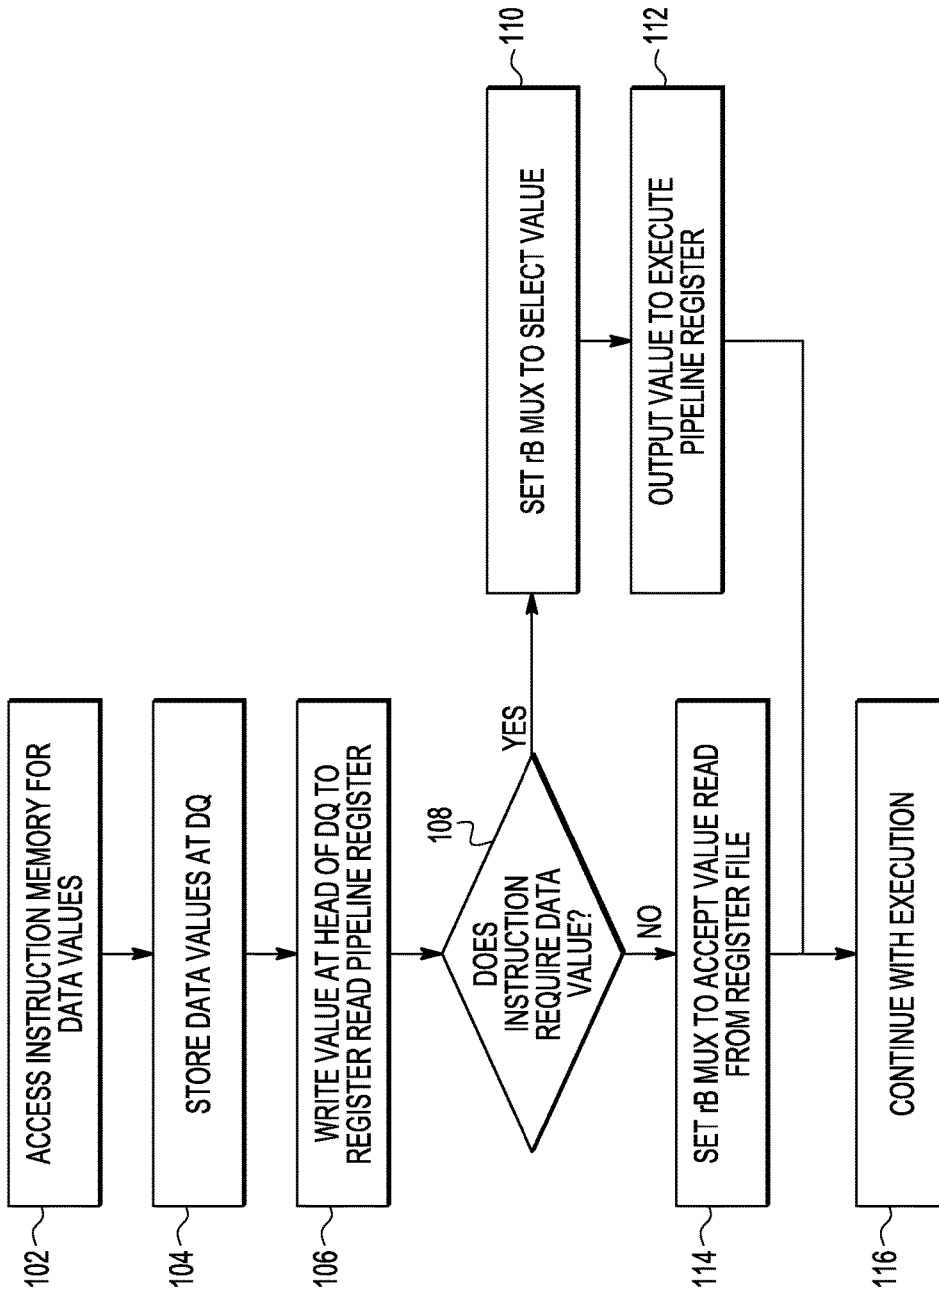 102
ACCESS INSTRUCTION MEMORY FOR
DATA VALUES
104
STORE DATA VALUES AT DQ
106
WRITE VALUE AT HEAD OF DQ TO
REGISTER READ PIPELINE REGISTER
108
DOES
INSTRUCTION
REQUIRE DATA
VALUE?
YES
NO
110
SET rB MUX TO SELECT VALUE
112
OUTPUT VALUE TO EXECUTE
PIPELINE REGISTER
114
SET rB MUX TO ACCEPT VALUE READ
FROM REGISTER FILE
116
CONTINUE WITH EXECUTION